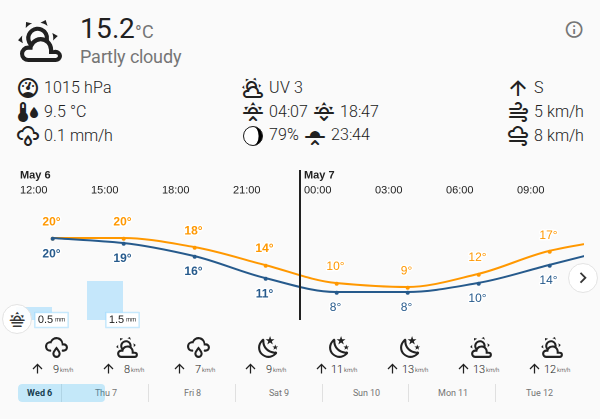 15.2°C
Partly cloudy
1015 hPa UV 3 S
9.5 °C 04:07 18:47 5 km/h
0.1 mm/h 79% 23:44 8 km/h
May 6 May 7
12:00 15:00 18:00 21:00 00:00 03:00 06:00 09:00
20° 20° 18° 14° 10° 9° 12° 17°
20° 19° 16° 11° 8° 8° 10° 14°
0.5 mm 1.5 mm
9 km/h 8 km/h 7 km/h 9 km/h 11 km/h 13 km/h 13 km/h 12 km/h
Wed 6 Thu 7 Fri 8 Sat 9 Sun 10 Mon 11 Tue 12